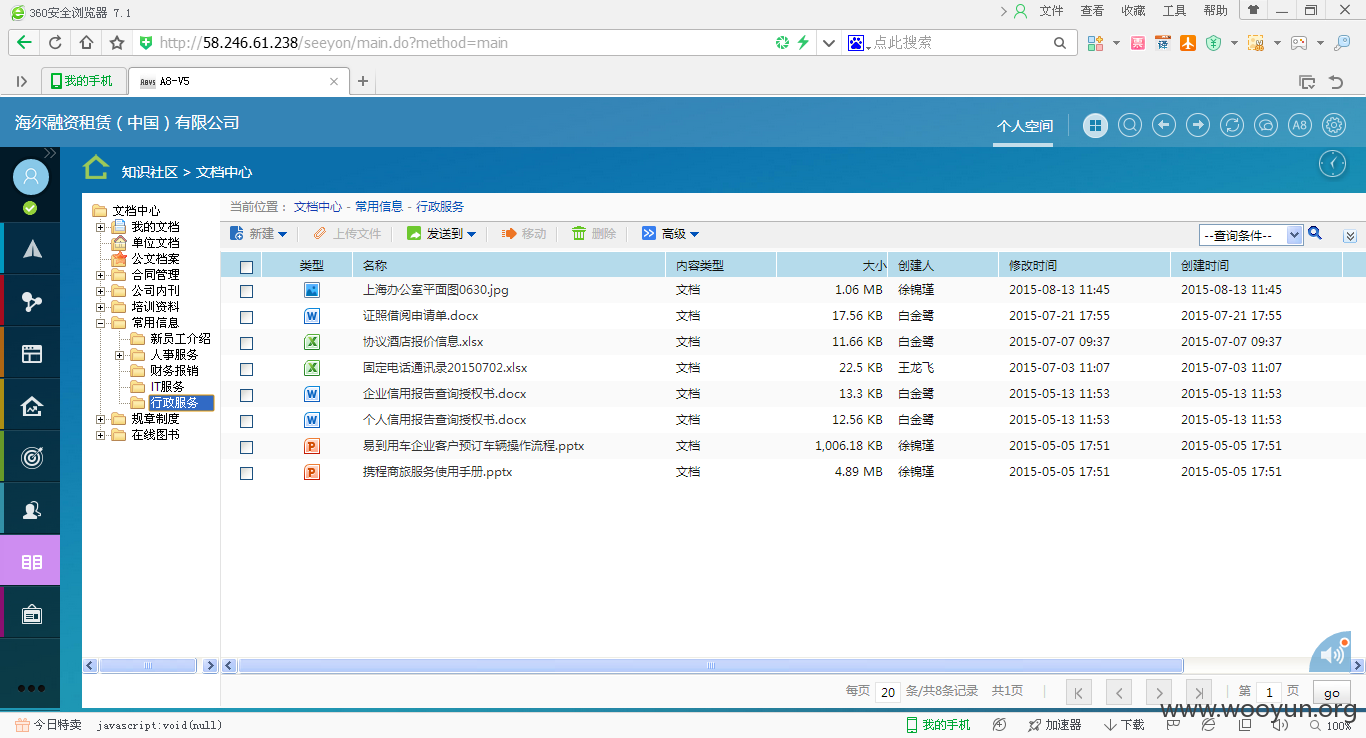 360安全浏览器 7.1
文件 查看 收藏 工具 帮助
http://58.246.61.238/seeyon/main.do?method=main
点此搜索
我的手机
A8-V5
海尔融资租赁（中国）有限公司
个人空间
A8
知识社区 > 文档中心
文档中心
我的文档
单位文档
公文档案
合同管理
公司内刊
培训资料
常用信息
新员工介绍
人事服务
财务报销
IT服务
行政服务
规章制度
在线图书
当前位置： 文档中心 - 常用信息 - 行政服务
新建 上传文件 发送到 移动 删除 高级 --查询条件--
类型 名称 内容类型 大小 创建人 修改时间 创建时间
上海办公室平面图0630.jpg 文档 1.06 MB 徐锦瑾 2015-08-13 11:45 2015-08-13 11:45
证照借阅申请单.docx 文档 17.56 KB 白金鹭 2015-07-21 17:55 2015-07-21 17:55
协议酒店报价信息.xlsx 文档 11.66 KB 白金鹭 2015-07-07 09:37 2015-07-07 09:37
固定电话通讯录20150702.xlsx 文档 22.5 KB 王龙飞 2015-07-03 11:07 2015-07-03 11:07
企业信用报告查询授权书.docx 文档 13.3 KB 白金鹭 2015-06-11 11:53 2015-06-11 11:53
个人信用报告查询授权书.docx 文档 12.56 KB 白金鹭 2015-06-11 11:53 2015-06-11 11:53
易到用车企业客户预订车辆操作流程.pptx 文档 1,006.18 KB 徐锦瑾 2015-05-05 17:51 2015-05-05 17:51
携程商旅服务使用手册.pptx 文档 4.89 MB 徐锦瑾 2015-05-05 17:51 2015-05-05 17:51
每页 20 条/共8条记录 共1页 第 1 页 go
www.wooyun.org
今日特卖 javascript:void(null)
我的手机 加速器 下载 100%